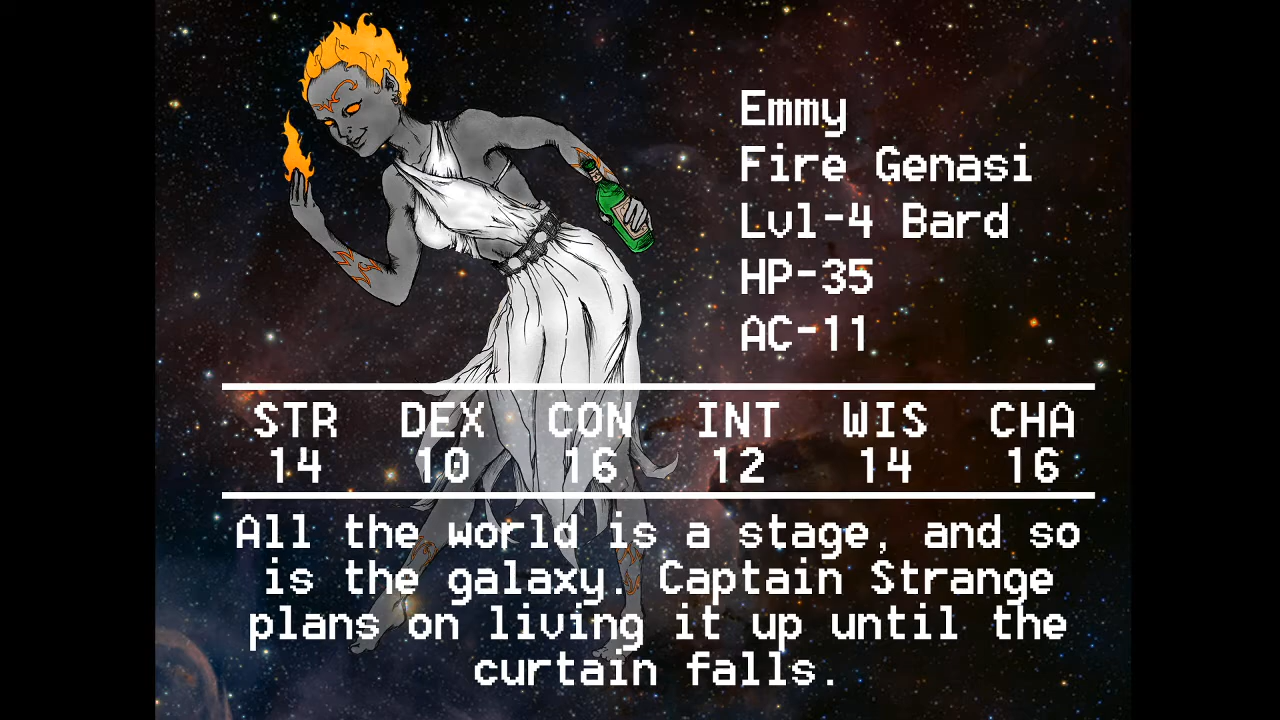 Emmy
Fire Genasi
Lvl-4 Bard
HP-35
AC-11
STR DEX CON INT WIS CHA
14 10 16 12 14 16
All the world is a stage, and so
is the galaxy. Captain Strange
plans on living it up until the
curtain falls.